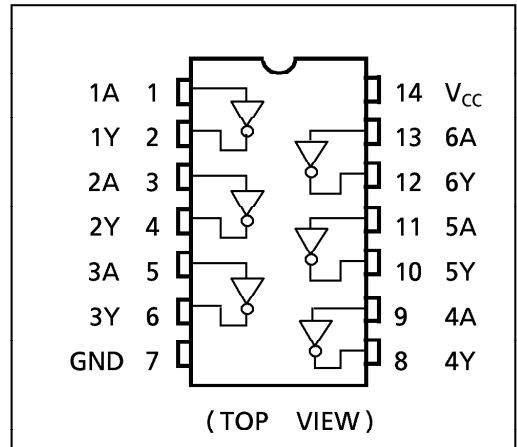 1A 1 14 VCC
1Y 2 13 6A
2A 3 12 6Y
2Y 4 11 5A
3A 5 10 5Y
3Y 6 9 4A
GND 7 8 4Y
(TOP VIEW)